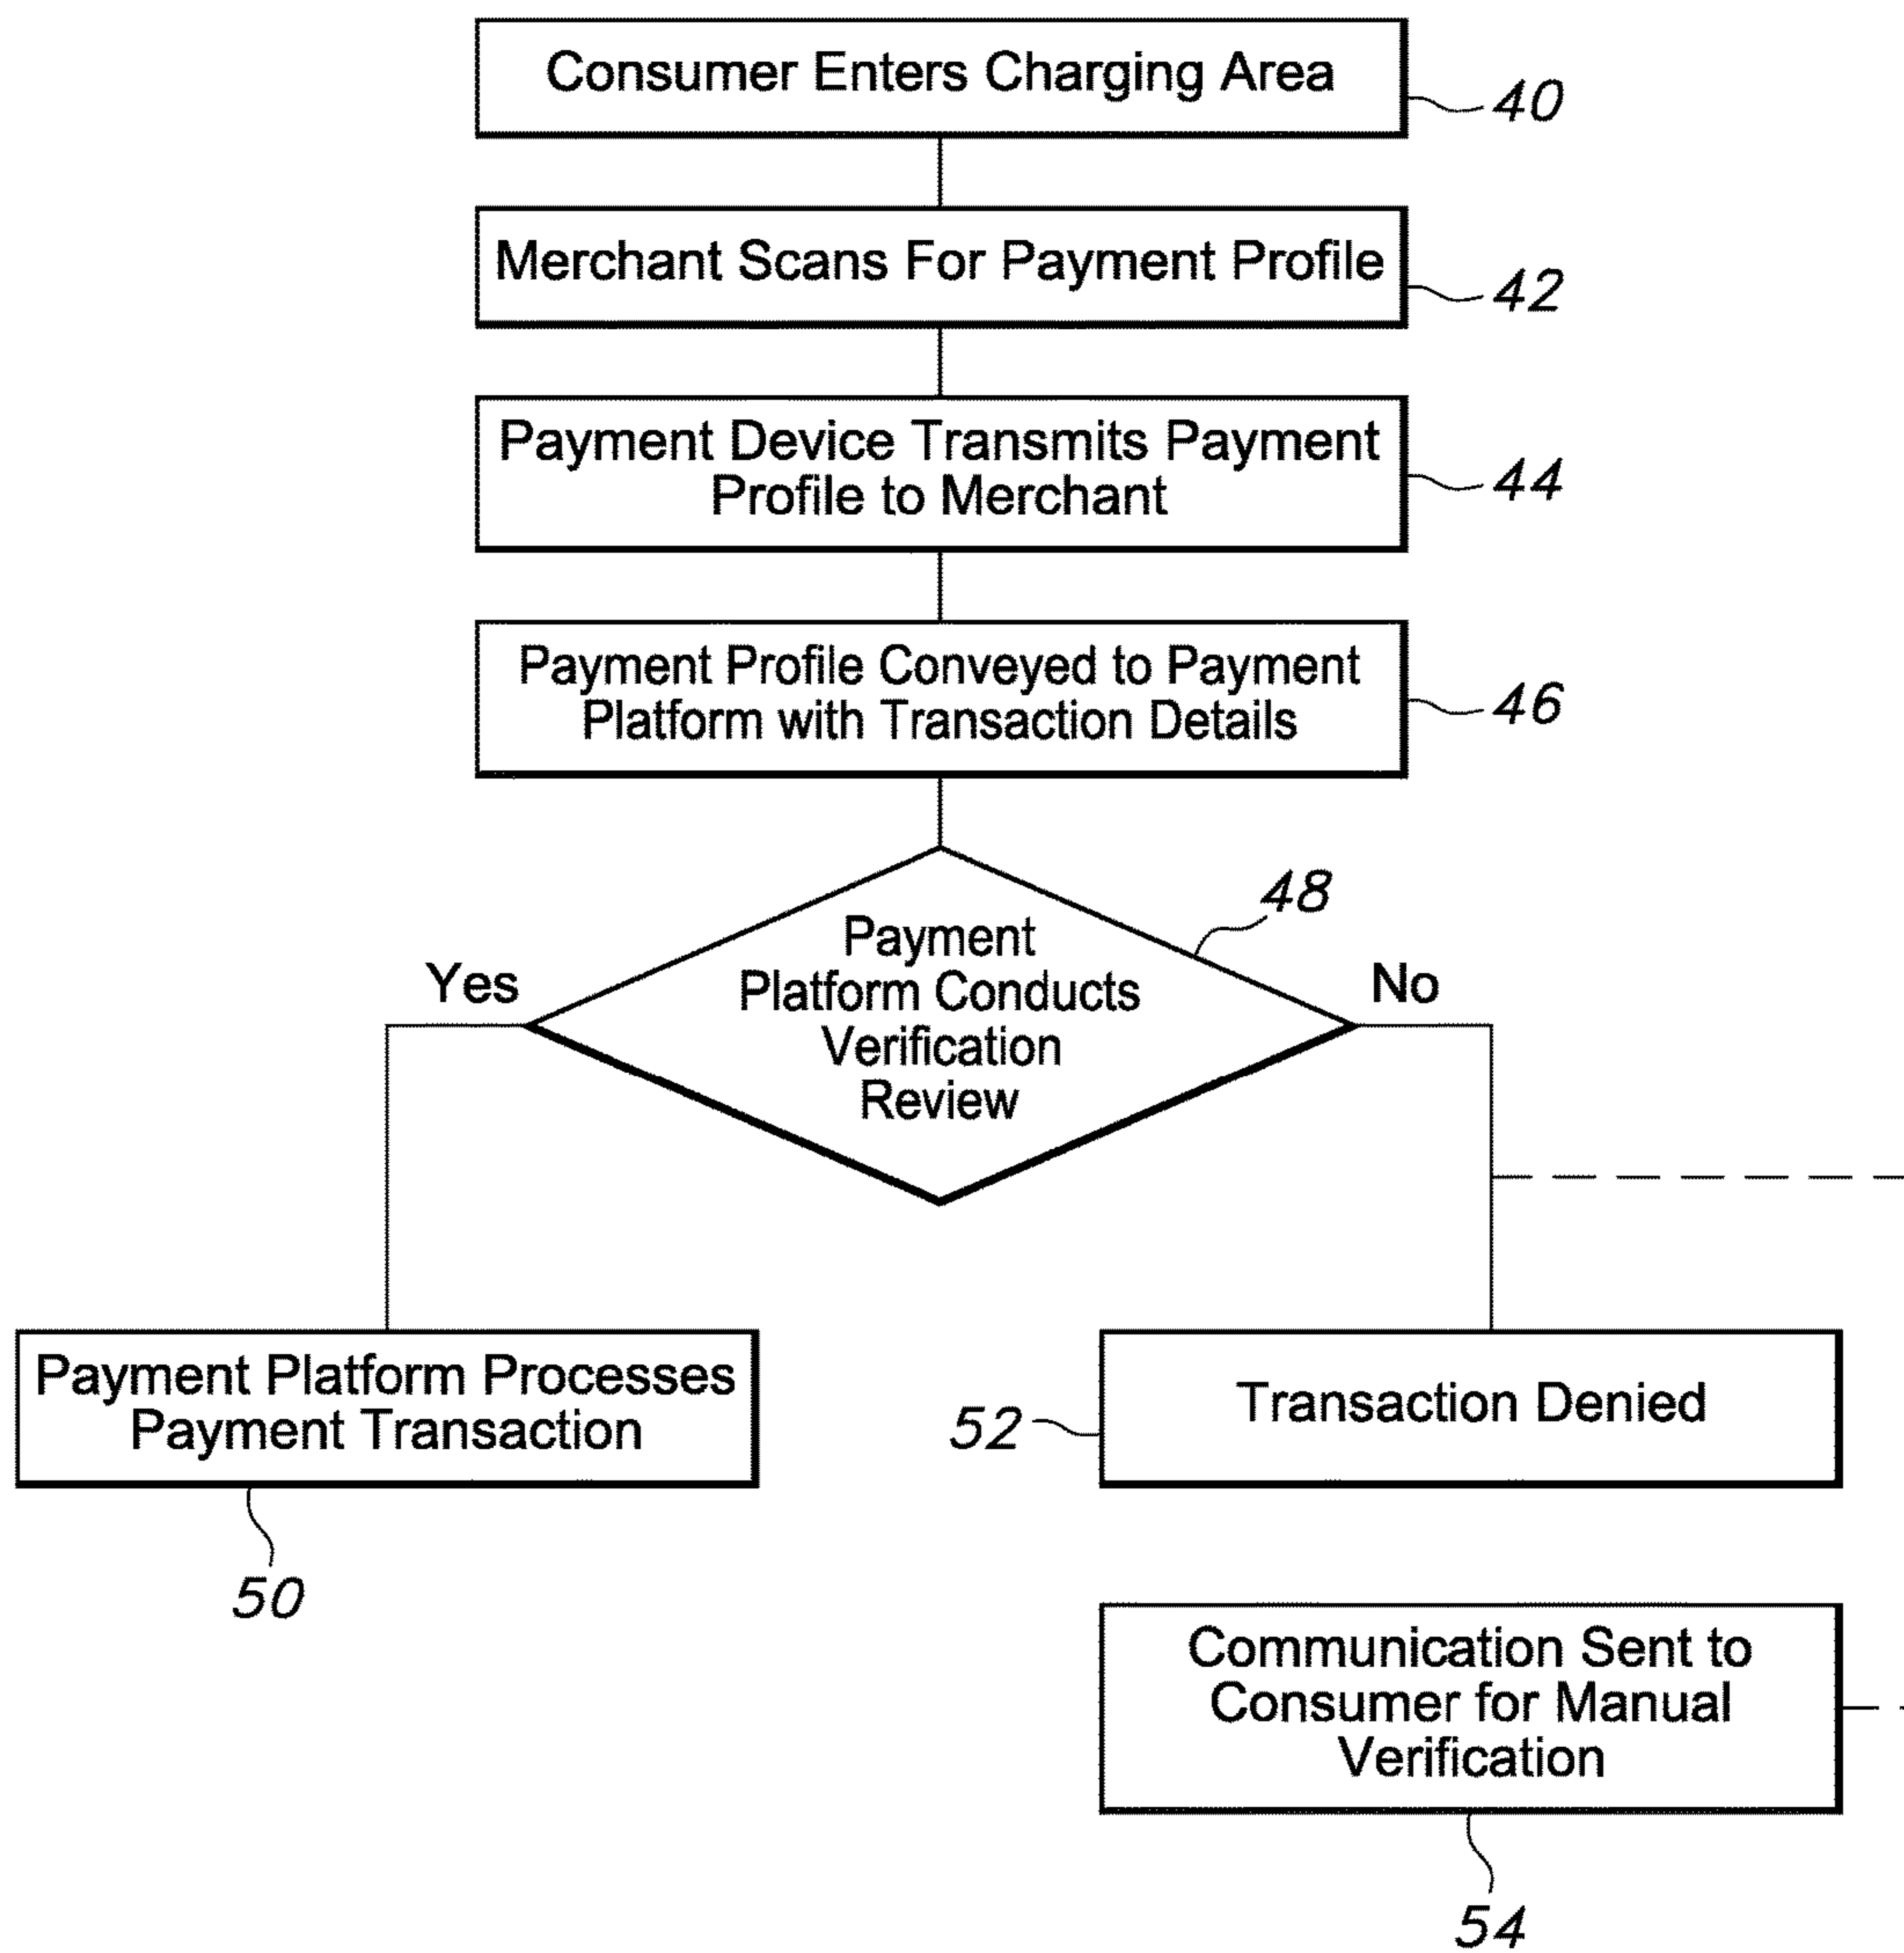 Consumer Enters Charging Area
40
Merchant Scans For Payment Profile
42
Payment Device Transmits Payment
Profile to Merchant
44
Payment Profile Conveyed to Payment
Platform with Transaction Details
46
48
Payment
Platform Conducts
Verification
Review
Yes
No
Payment Platform Processes
Payment Transaction
50
52
Transaction Denied
Communication Sent to
Consumer for Manual
Verification
54